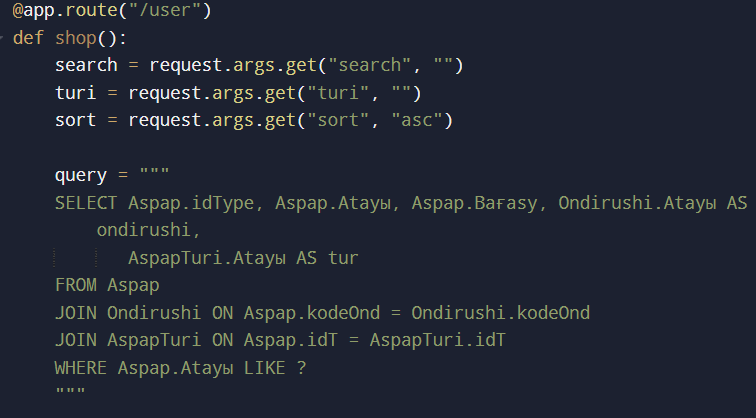 @app.route("/user")
def shop():
    search = request.args.get("search", "")
    turi = request.args.get("turi", "")
    sort = request.args.get("sort", "asc")
    query = """
    SELECT Aspap.idType, Aspap.Atayы, Aspap.Baғasy, Ondirushi.Atayы AS
        ondirushi,
           AspapTuri.Atayы AS tur
    FROM Aspap
    JOIN Ondirushi ON Aspap.kodeOnd = Ondirushi.kodeOnd
    JOIN AspapTuri ON Aspap.idT = AspapTuri.idT
    WHERE Aspap.Atayы LIKE ?
    """